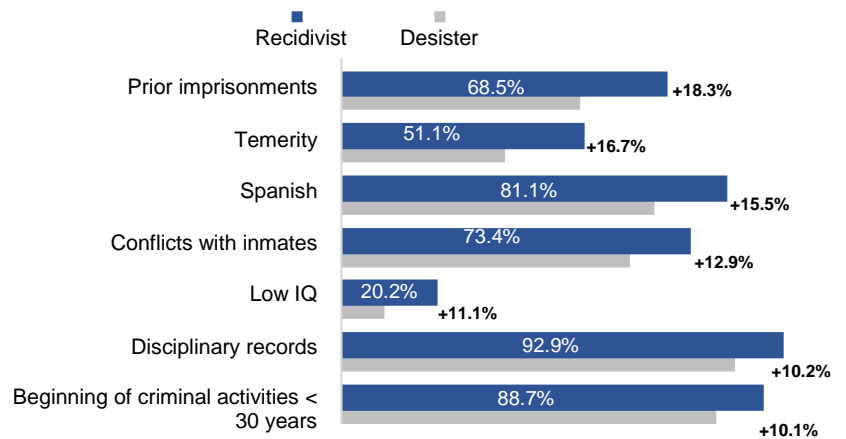 Recidivist Desister
Prior imprisonments 68.5% +18.3%
Temerity 51.1% +16.7%
Spanish 81.1% +15.5%
Conflicts with inmates 73.4% +12.9%
Low IQ 20.2% +11.1%
Disciplinary records 92.9% +10.2%
Beginning of criminal activities < 88.7%
30 years +10.1%